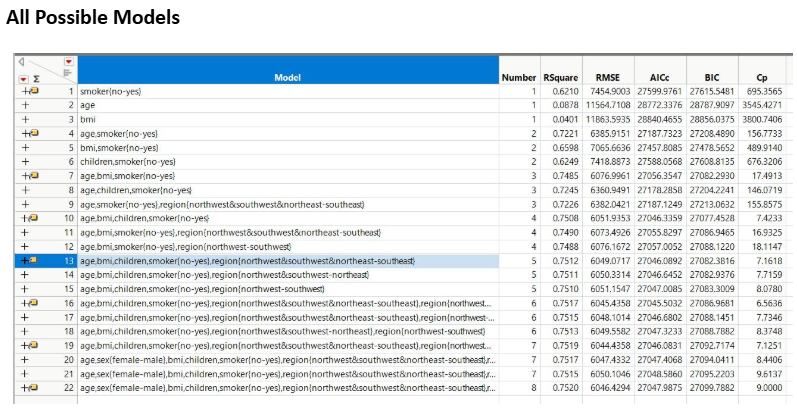 All Possible Models
Model Number RSquare RMSE AICc BIC Cp
1 smoker{no-yes} 1 0.6210 7454.9003 27599.9761 27615.5481 695.3565
2 age 1 0.0878 11564.7108 28772.3376 28787.9097 3545.4271
3 bmi 1 0.0401 11863.5935 28840.4655 28856.0375 3800.7406
4 age,smoker{no-yes} 2 0.7221 6385.9151 27187.7323 27208.4890 156.7733
5 bmi,smoker{no-yes} 2 0.6598 7065.6636 27457.8085 27478.5652 489.9140
6 children,smoker{no-yes} 2 0.6249 7418.8873 27588.0568 27608.8135 676.3206
7 age,bmi,smoker{no-yes} 3 0.7485 6076.9961 27056.3547 27082.2930 17.4913
8 age,children,smoker{no-yes} 3 0.7245 6360.9491 27178.2858 27204.2241 146.0719
9 age,smoker{no-yes},region{northwest&southwest&northeast-southeast} 3 0.7226 6382.0421 27187.1249 27213.0632 155.8575
10 age,bmi,children,smoker{no-yes} 4 0.7508 6051.9353 27046.3359 27077.4528 7.4233
11 age,bmi,smoker{no-yes},region{northwest&southwest&northeast-southeast} 4 0.7490 6073.4926 27055.8297 27086.9465 16.9325
12 age,bmi,smoker{no-yes},region{northwest-southwest} 4 0.7488 6076.1672 27057.0052 27088.1220 18.1147
13 age,bmi,children,smoker{no-yes},region{northwest&southwest&northeast-southeast} 5 0.7512 6049.0717 27046.0892 27082.3816 7.1618
14 age,bmi,children,smoker{no-yes},region{northwest&southwest-northeast} 5 0.7511 6050.3314 27046.6452 27082.9376 7.7159
15 age,bmi,children,smoker{no-yes},region{northwest-southwest} 5 0.7510 6051.1547 27047.0085 27083.3009 8.0780
16 age,bmi,children,smoker{no-yes},region{northwest&southwest&northeast-southeast},region{northwest... 6 0.7517 6045.4358 27045.5032 27086.9681 6.5636
17 age,bmi,children,smoker{no-yes},region{northwest&southwest&northeast-southeast},region{northwest-... 6 0.7515 6048.1014 27046.6802 27088.1451 7.7346
18 age,bmi,children,smoker{no-yes},region{northwest&southwest-northeast},region{northwest-southwest} 6 0.7513 6049.5582 27047.3233 27088.7882 8.3748
19 age,bmi,children,smoker{no-yes},region{northwest&southwest&northeast-southeast},region{northwest... 7 0.7519 6044.4358 27046.0831 27092.7174 7.1251
20 age,sex{female-male},bmi,children,smoker{no-yes},region{northwest&southwest&northeast-southeast},r... 7 0.7517 6047.4332 27047.4068 27094.0411 8.4406
21 age,sex{female-male},bmi,children,smoker{no-yes},region{northwest&southwest&northeast-southeast},r... 7 0.7515 6050.1046 27048.5860 27095.2203 9.6137
22 age,sex{female-male},bmi,children,smoker{no-yes},region{northwest&southwest&northeast-southeast},r... 8 0.7520 6046.4294 27047.9875 27099.7882 9.0000